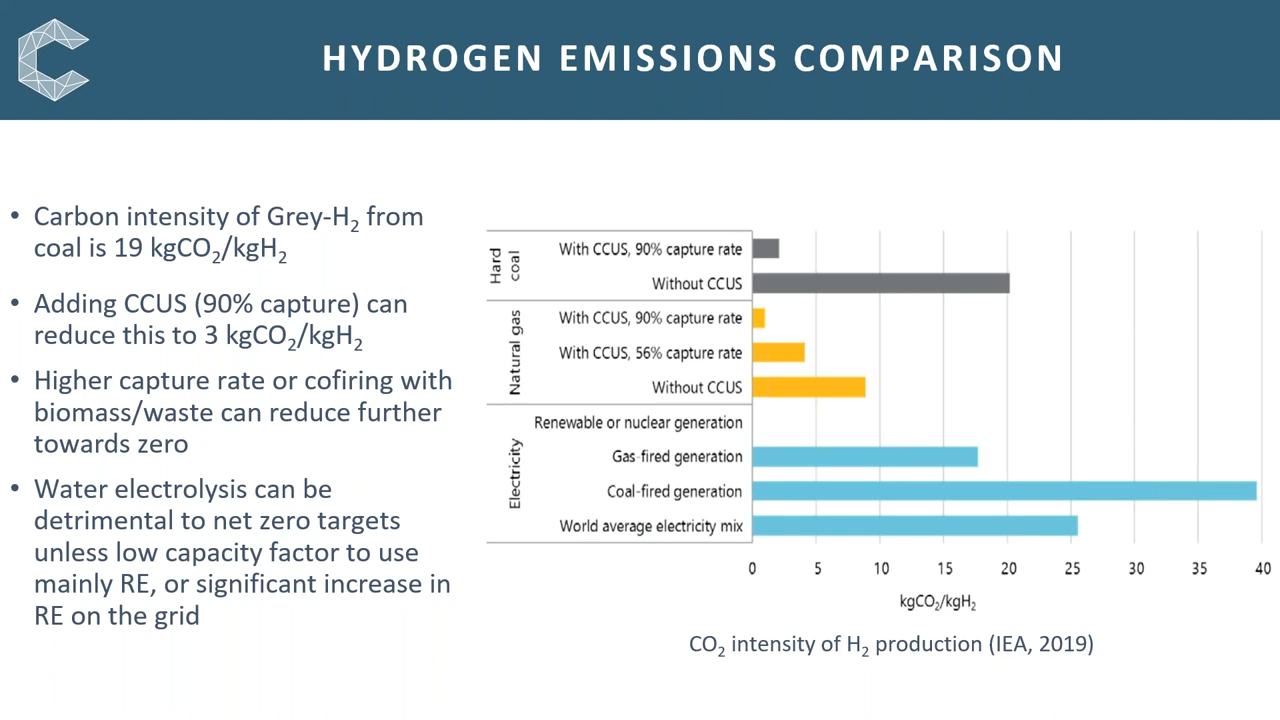 HYDROGEN EMISSIONS COMPARISON
• Carbon intensity of Grey-H₂ from
coal is 19 kgCO₂/kgH₂
• Adding CCUS (90% capture) can
reduce this to 3 kgCO₂/kgH₂
• Higher capture rate or cofiring with
biomass/waste can reduce further
towards zero
• Water electrolysis can be
detrimental to net zero targets
unless low capacity factor to use
mainly RE, or significant increase in
RE on the grid
Hard
coal
With CCUS, 90% capture rate
Without CCUS
Natural gas
With CCUS, 90% capture rate
With CCUS, 56% capture rate
Without CCUS
Electricity
Renewable or nuclear generation
Gas-fired generation
Coal-fired generation
World average electricity mix
0 5 10 15 20 25 30 35 40
kgCO₂/kgH₂
CO₂ intensity of H₂ production (IEA, 2019)